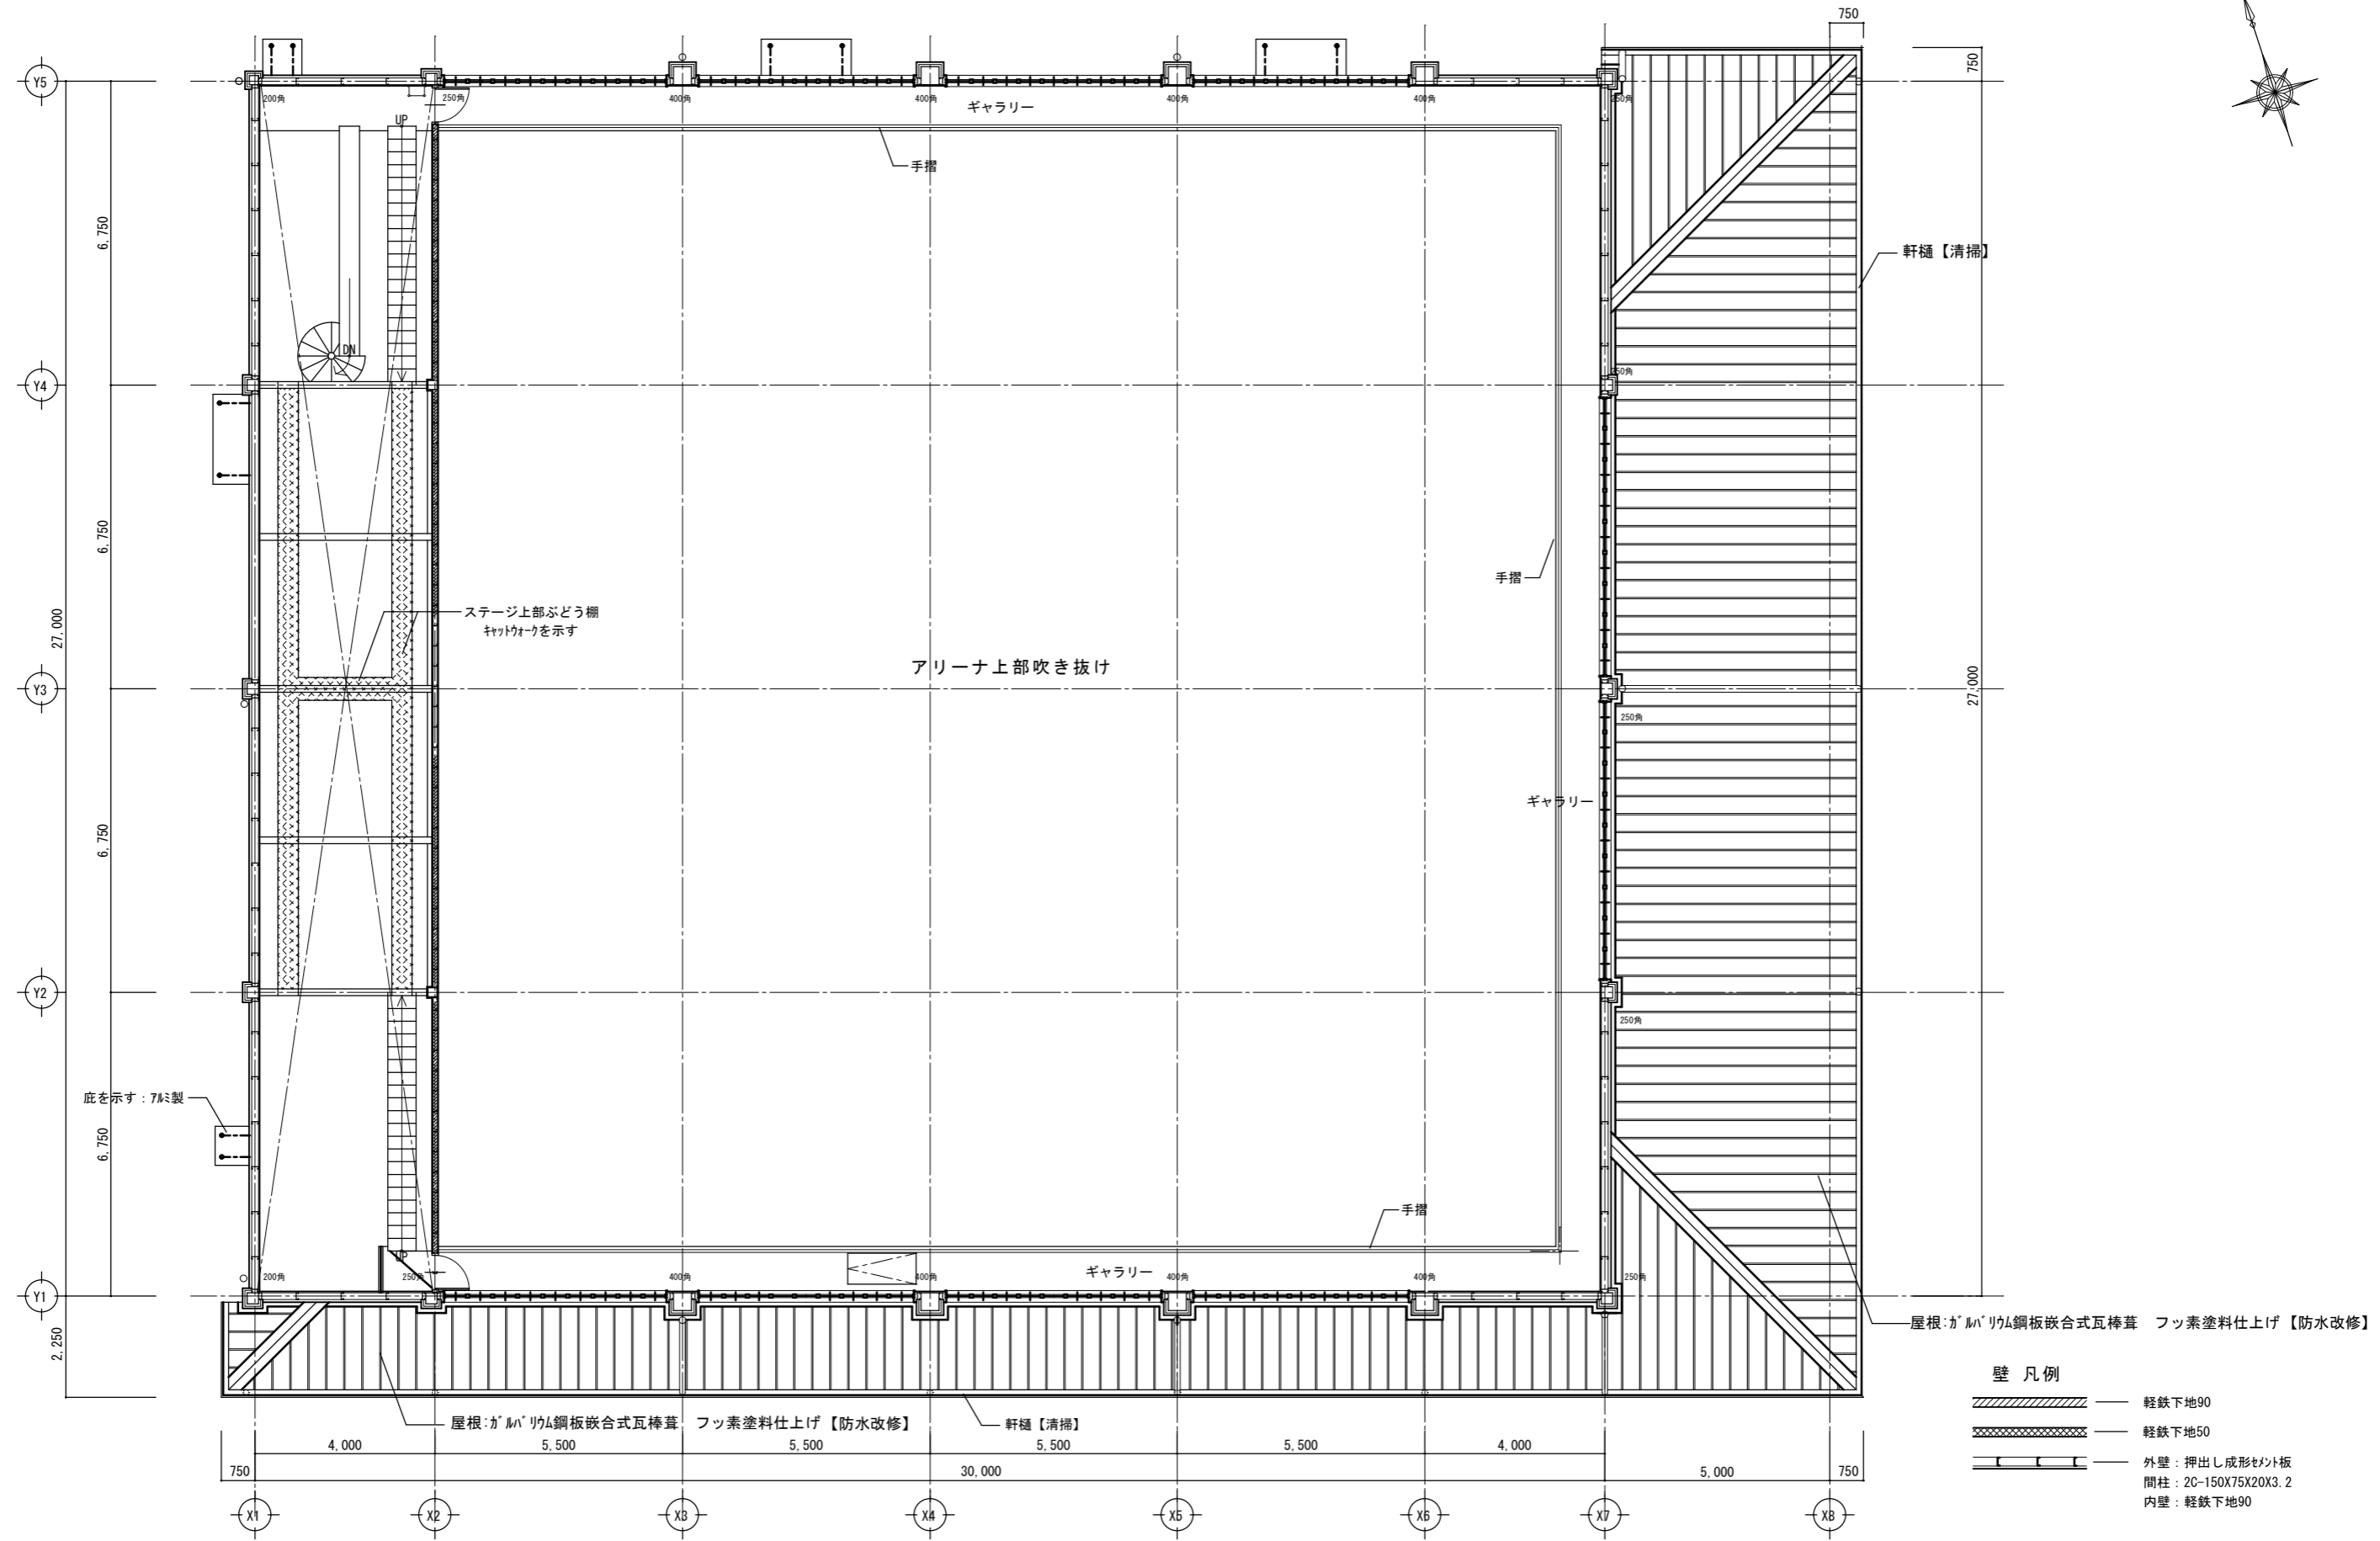 750
750
Y5
200角
250角
400角
400角
400角
400角
250角
ギャラリー
UP
手摺
6,750
軒樋【清掃】
DN
250角
Y4
6,750
手摺
ステージ上部ぶどう棚
ｷｬｯﾄｳｫｰｸを示す
27,000
アリーナ上部吹き抜け
Y3
27,000
250角
ギャラリー
6,750
Y2
250角
庇を示す：ｱﾙﾐ製
6,750
手摺
UP
ギャラリー
200角
250角
400角
400角
400角
400角
250角
Y1
2,250
屋根:ｶﾞﾙﾊﾞﾘｳﾑ鋼板嵌合式瓦棒葺　フッ素塗料仕上げ【防水改修】
屋根:ｶﾞﾙﾊﾞﾘｳﾑ鋼板嵌合式瓦棒葺　フッ素塗料仕上げ【防水改修】
軒樋【清掃】
壁 凡例
軽鉄下地90
軽鉄下地50
外壁：押出し成形ｾﾒﾝﾄ板
間柱：2C-150X75X20X3.2
内壁：軽鉄下地90
4,000
5,500
5,500
5,500
5,500
4,000
750
30,000
5,000
750
X1
X2
X3
X4
X5
X6
X7
X8